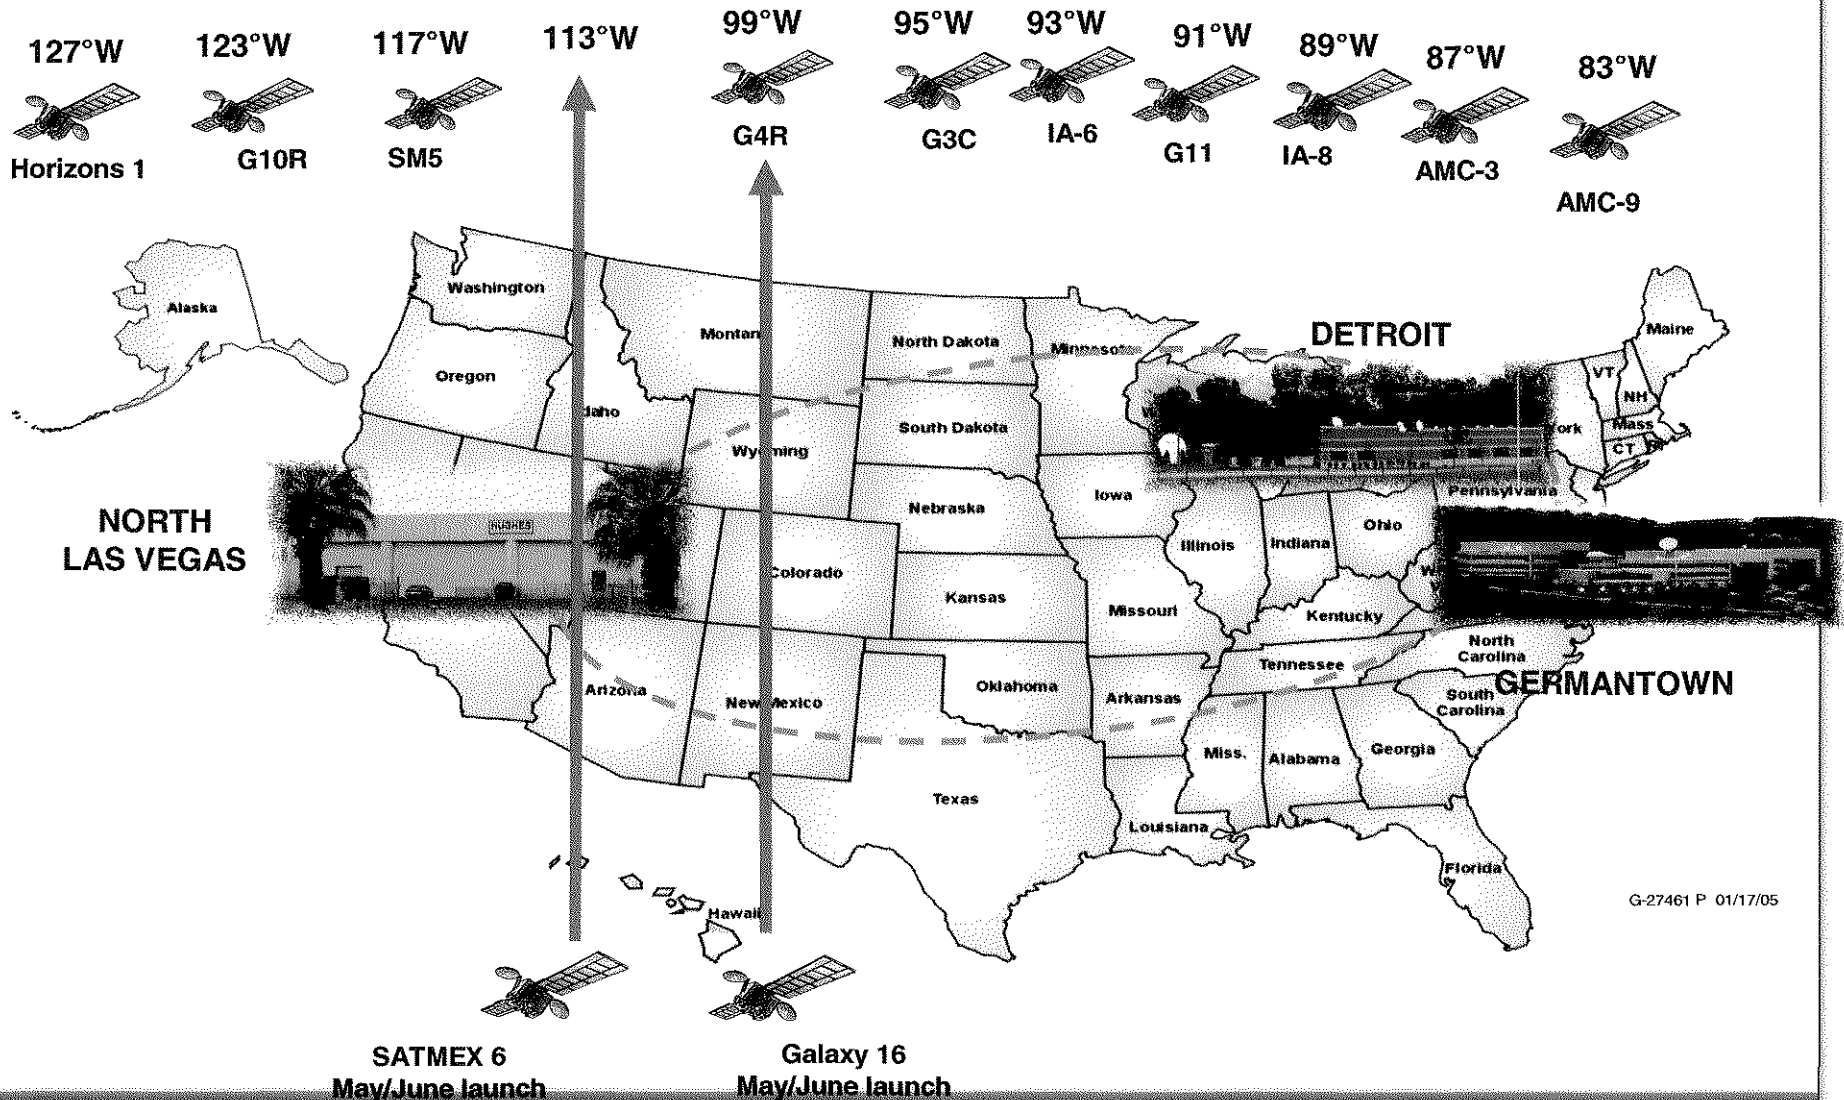 127°W
123°W
117°W
113°W
99°W
95°W
93°W
91°W
89°W
87°W
83°W
Horizons 1
G10R
SM5
G4R
G3C
IA-6
G11
IA-8
AMC-3
AMC-9
Alaska
Washington
Oregon
Idaho
Montan
North Dakota
Minnesot
South Dakota
Wyoming
Nebraska
Iowa
DETROIT
Maine
VT
NH
ork
Mass
CT
RI
Pennsylvania
NORTH
LAS VEGAS
HUGHES
Colorado
Kansas
Missouri
Illinois
Indiana
Ohio
W
Kentucky
Tennessee
North
Carolina
South
Carolina
GERMANTOWN
Arizona
New Mexico
Oklahoma
Arkansas
Texas
Louisiana
Miss.
Alabama
Georgia
Florida
Hawaii
G-27461 P 01/17/05
SATMEX 6
May/June launch
Galaxy 16
May/June launch